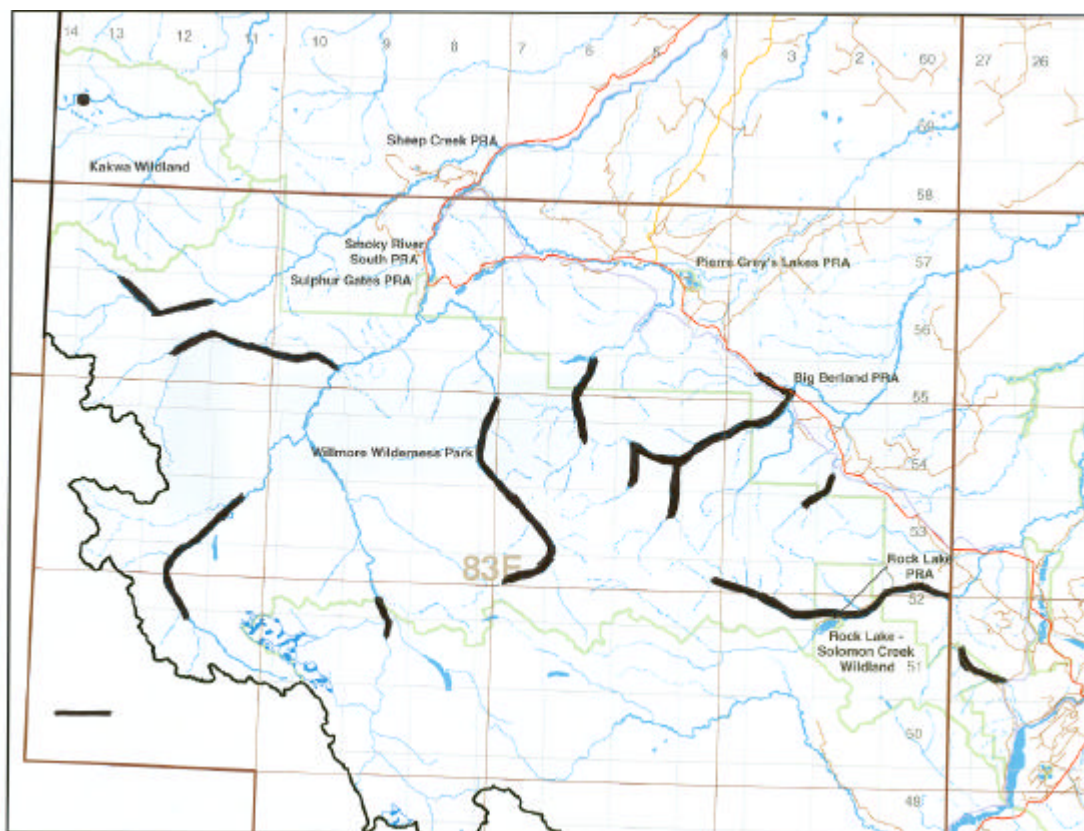 14 13 12 11 10 9 8 7 6 5 4 3 2 60 27 26
59
Sheep Creek PRA
Kakwa Wildland
58
Smoky River
South PRA
57
Pierre Grey's Lakes PRA
Sulphur Gates PRA
56
Big Berland PRA
55
Willmore Wilderness Park
54
53
83E
Rock Lake
PRA
52
Rock Lake -
Solomon Creek
Wildland
51
50
49